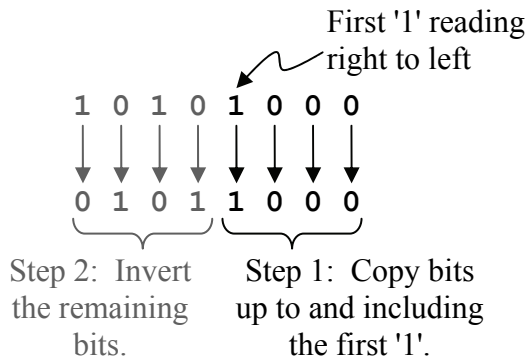 First '1' reading
right to left
1 0 1 0 1 0 0 0
0 1 0 1 1 0 0 0
Step 2: Invert
the remaining
bits.
Step 1: Copy bits
up to and including
the first '1'.